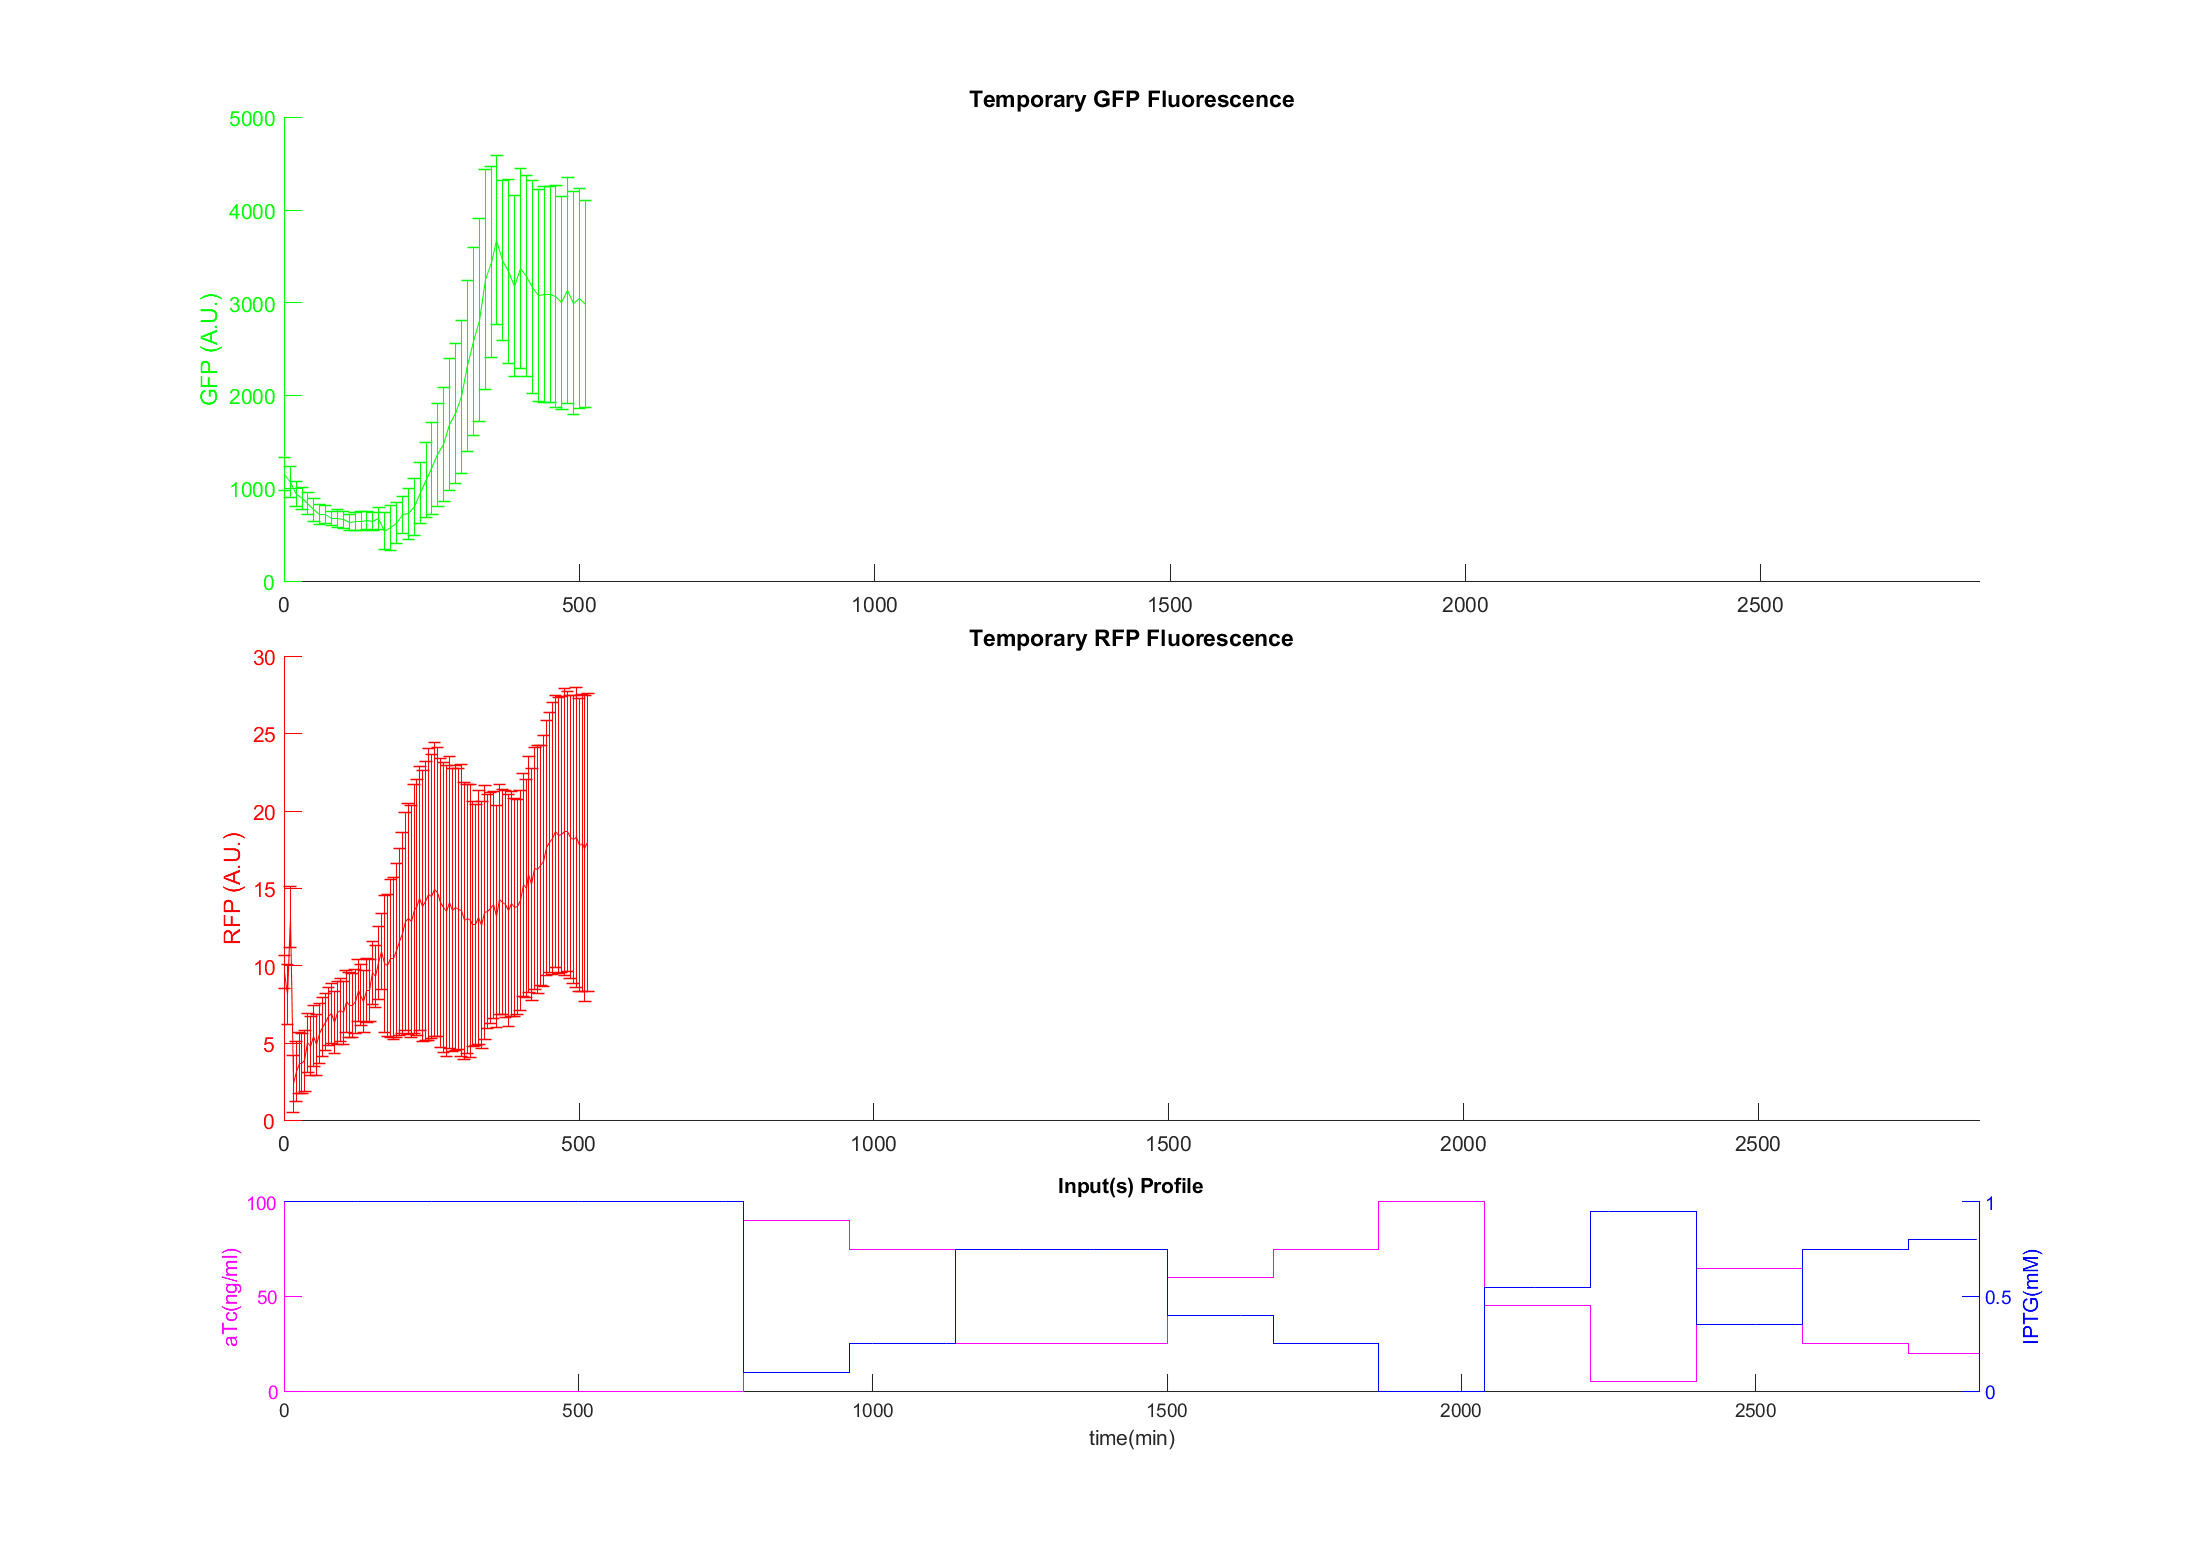 Temporary GFP Fluorescence
5000
4000
3000
2000
1000
0
GFP (A.U.)
0 500 1000 1500 2000 2500
Temporary RFP Fluorescence
30
25
20
15
10
5
0
RFP (A.U.)
0 500 1000 1500 2000 2500
Input(s) Profile
100
50
0
aTc(ng/ml)
1
0.5
0
IPTG(mM)
0 500 1000 1500 2000 2500
time(min)